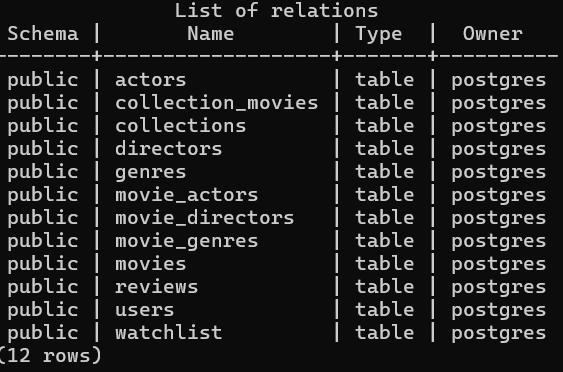 List of relations
Schema | Name | Type | Owner
--------+-------------------+-------+----------
public | actors | table | postgres
public | collection_movies | table | postgres
public | collections | table | postgres
public | directors | table | postgres
public | genres | table | postgres
public | movie_actors | table | postgres
public | movie_directors | table | postgres
public | movie_genres | table | postgres
public | movies | table | postgres
public | reviews | table | postgres
public | users | table | postgres
public | watchlist | table | postgres
(12 rows)